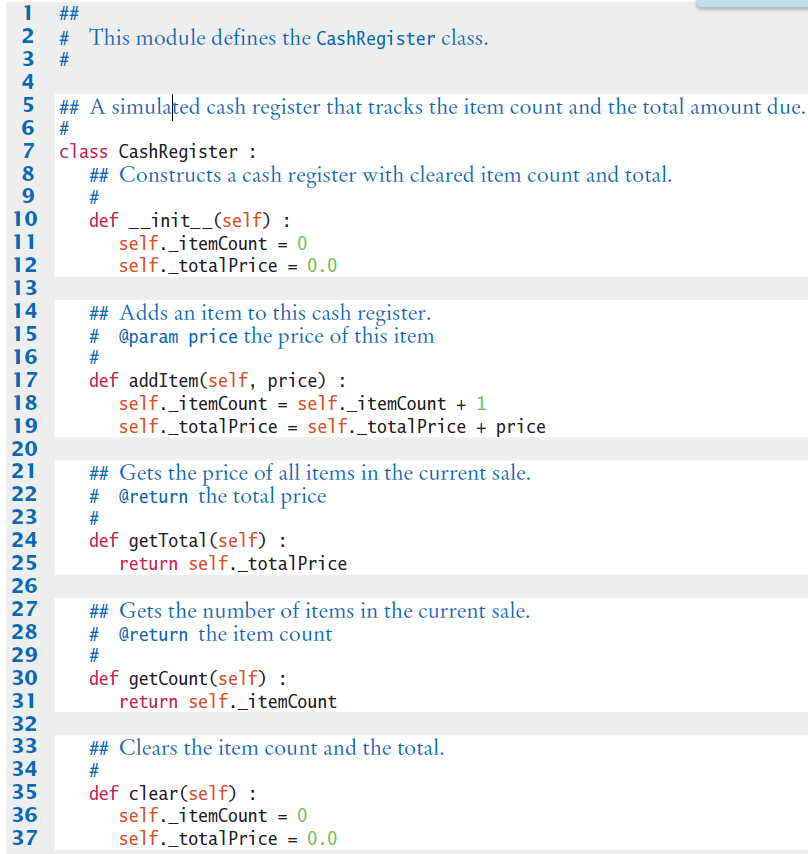 1 ##
2 # This module defines the CashRegister class.
3 #
4
5 ## A simulated cash register that tracks the item count and the total amount due.
6 #
7 class CashRegister :
8 ## Constructs a cash register with cleared item count and total.
9 #
10 def __init__(self) :
11 self._itemCount = 0
12 self._totalPrice = 0.0
13
14 ## Adds an item to this cash register.
15 # @param price the price of this item
16 #
17 def addItem(self, price) :
18 self._itemCount = self._itemCount + 1
19 self._totalPrice = self._totalPrice + price
20
21 ## Gets the price of all items in the current sale.
22 # @return the total price
23 #
24 def getTotal(self) :
25 return self._totalPrice
26
27 ## Gets the number of items in the current sale.
28 # @return the item count
29 #
30 def getCount(self) :
31 return self._itemCount
32
33 ## Clears the item count and the total.
34 #
35 def clear(self) :
36 self._itemCount = 0
37 self._totalPrice = 0.0